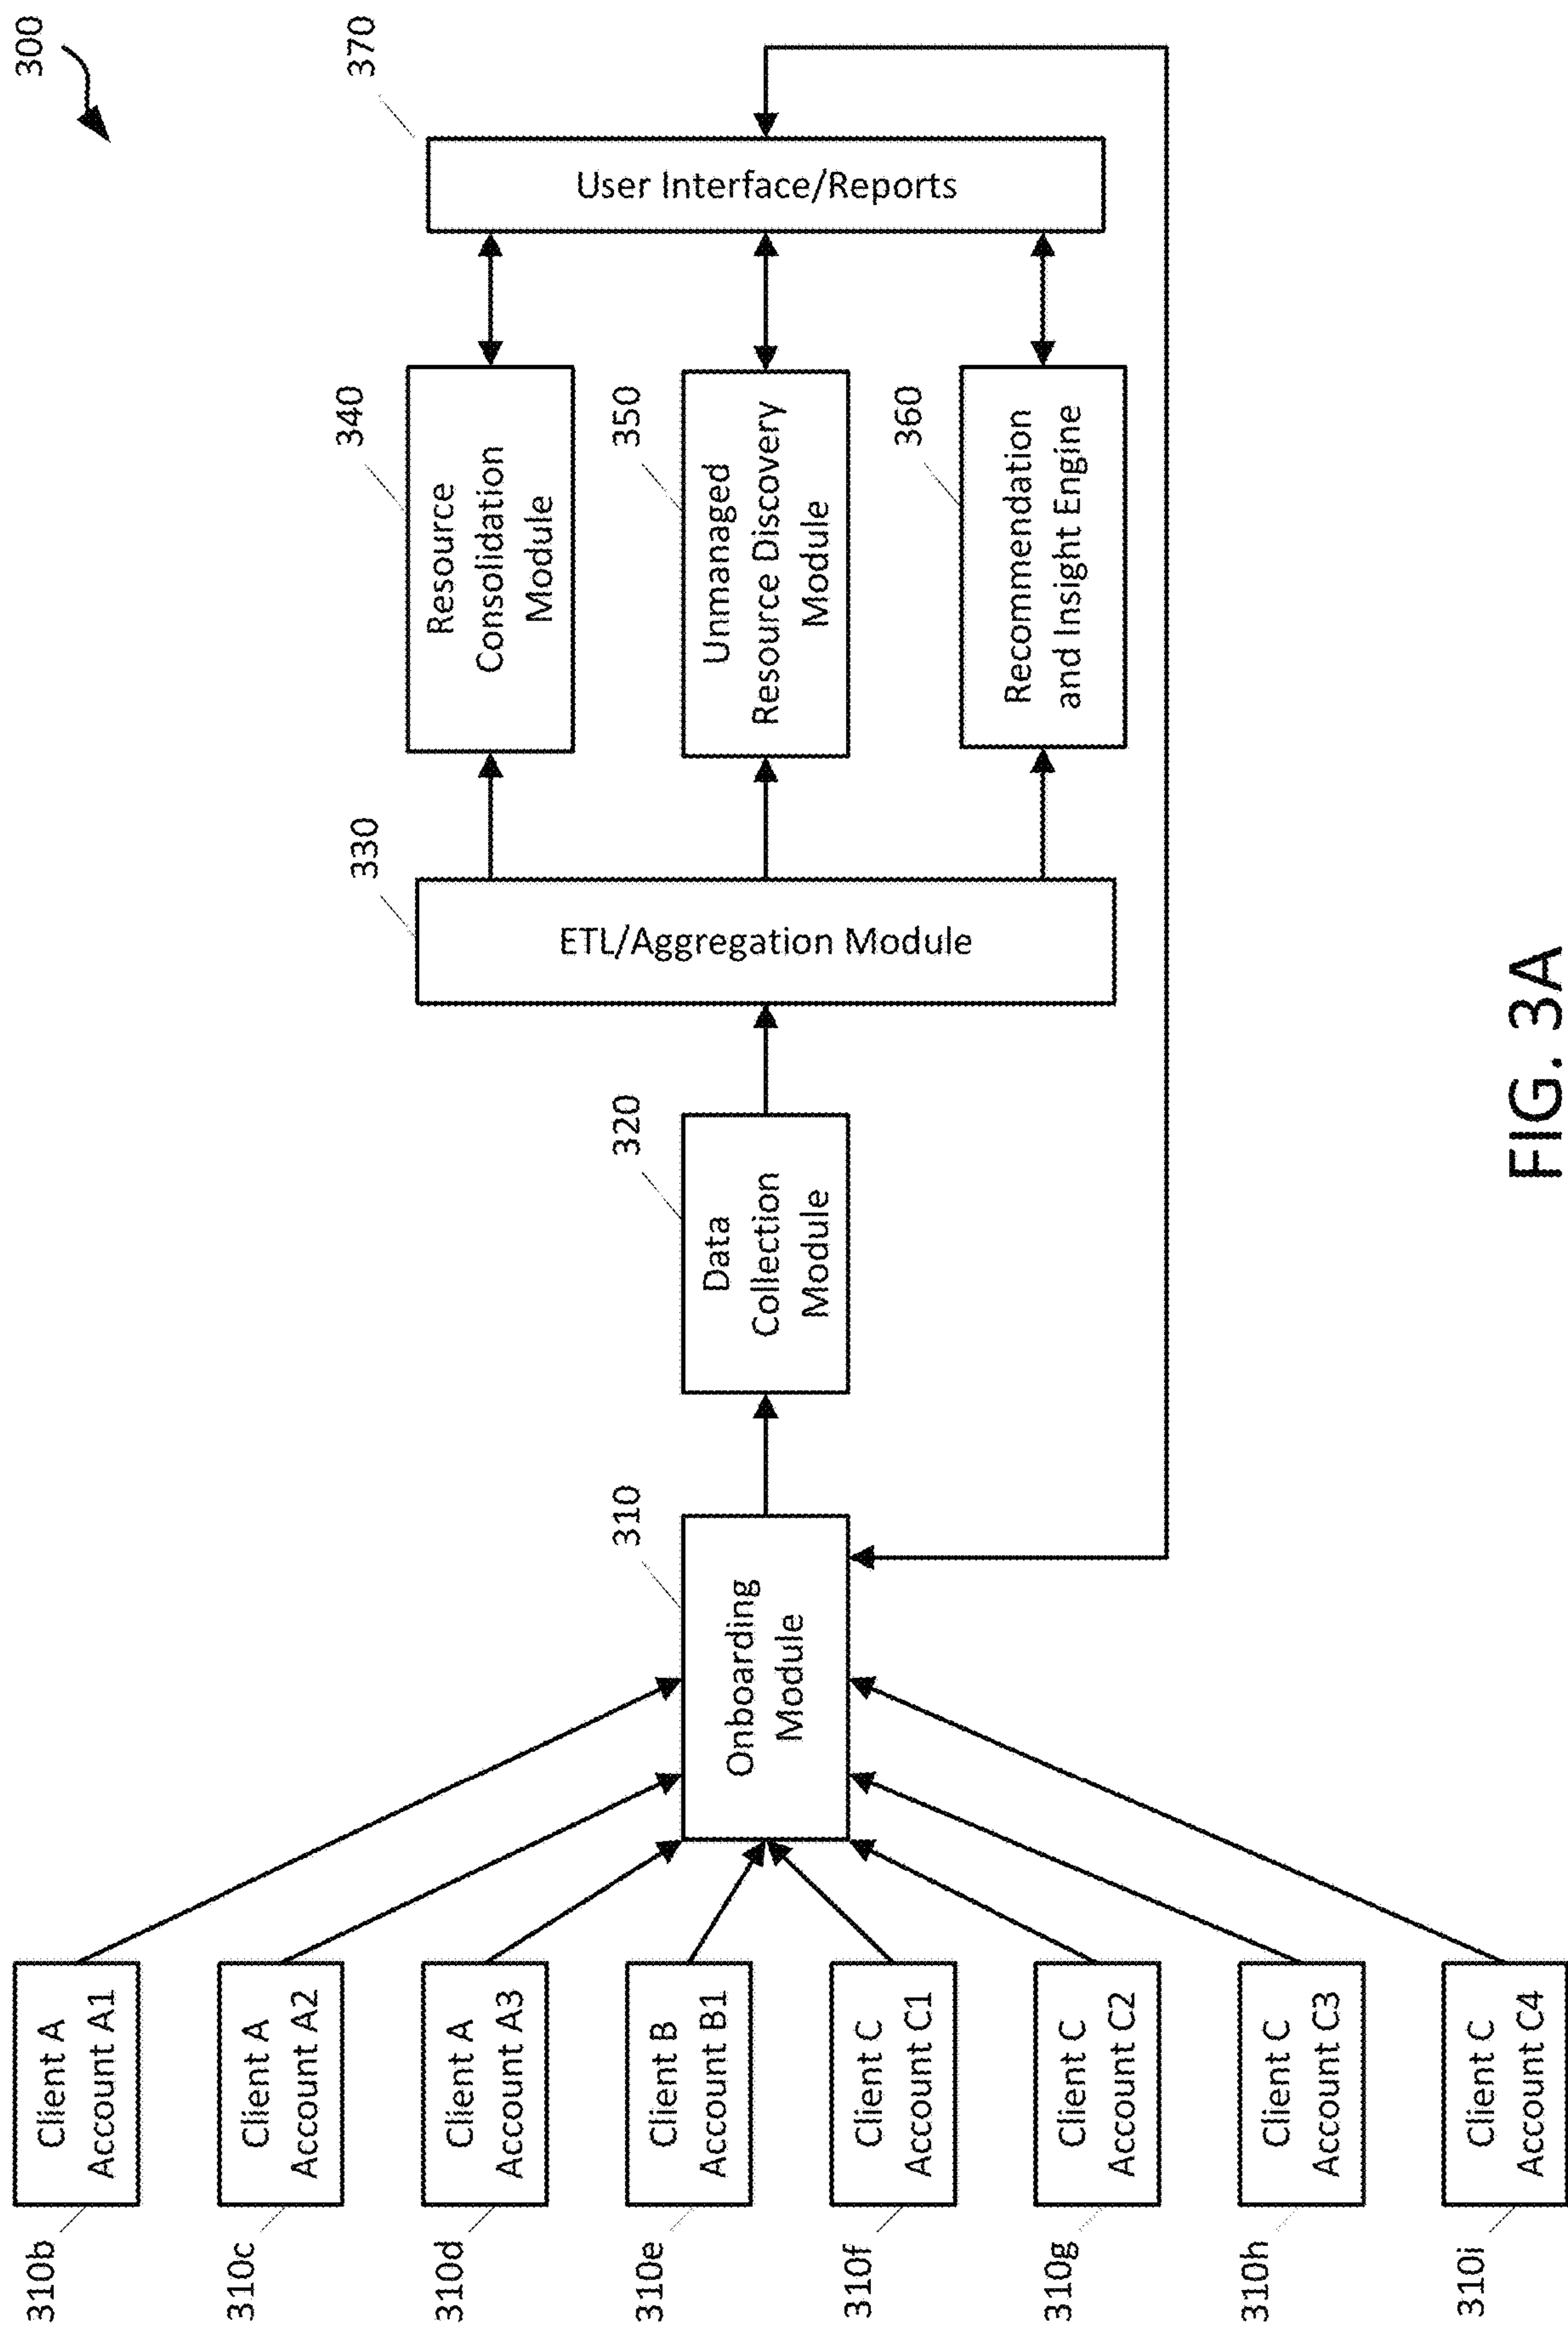 300
310b
Client A
Account A1
310c
Client A
Account A2
310d
Client A
Account A3
310e
Client B
Account B1
310f
Client C
Account C1
310g
Client C
Account C2
310h
Client C
Account C3
310i
Client C
Account C4
310
Onboarding
Module
320
Data
Collection
Module
330
ETL/Aggregation Module
340
Resource
Consolidation
Module
350
Unmanaged
Resource Discovery
Module
360
Recommendation
and Insight Engine
370
User Interface/Reports
FIG. 3A